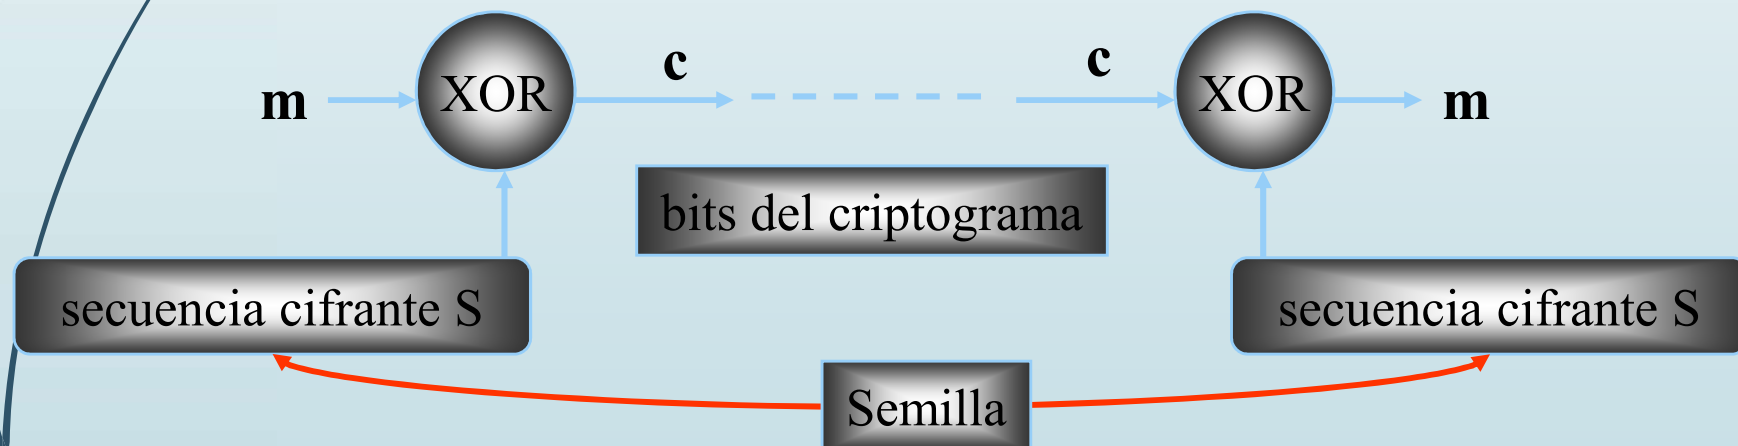 m
XOR
c
c
XOR
m
bits del criptograma
secuencia cifrante S
secuencia cifrante S
Semilla